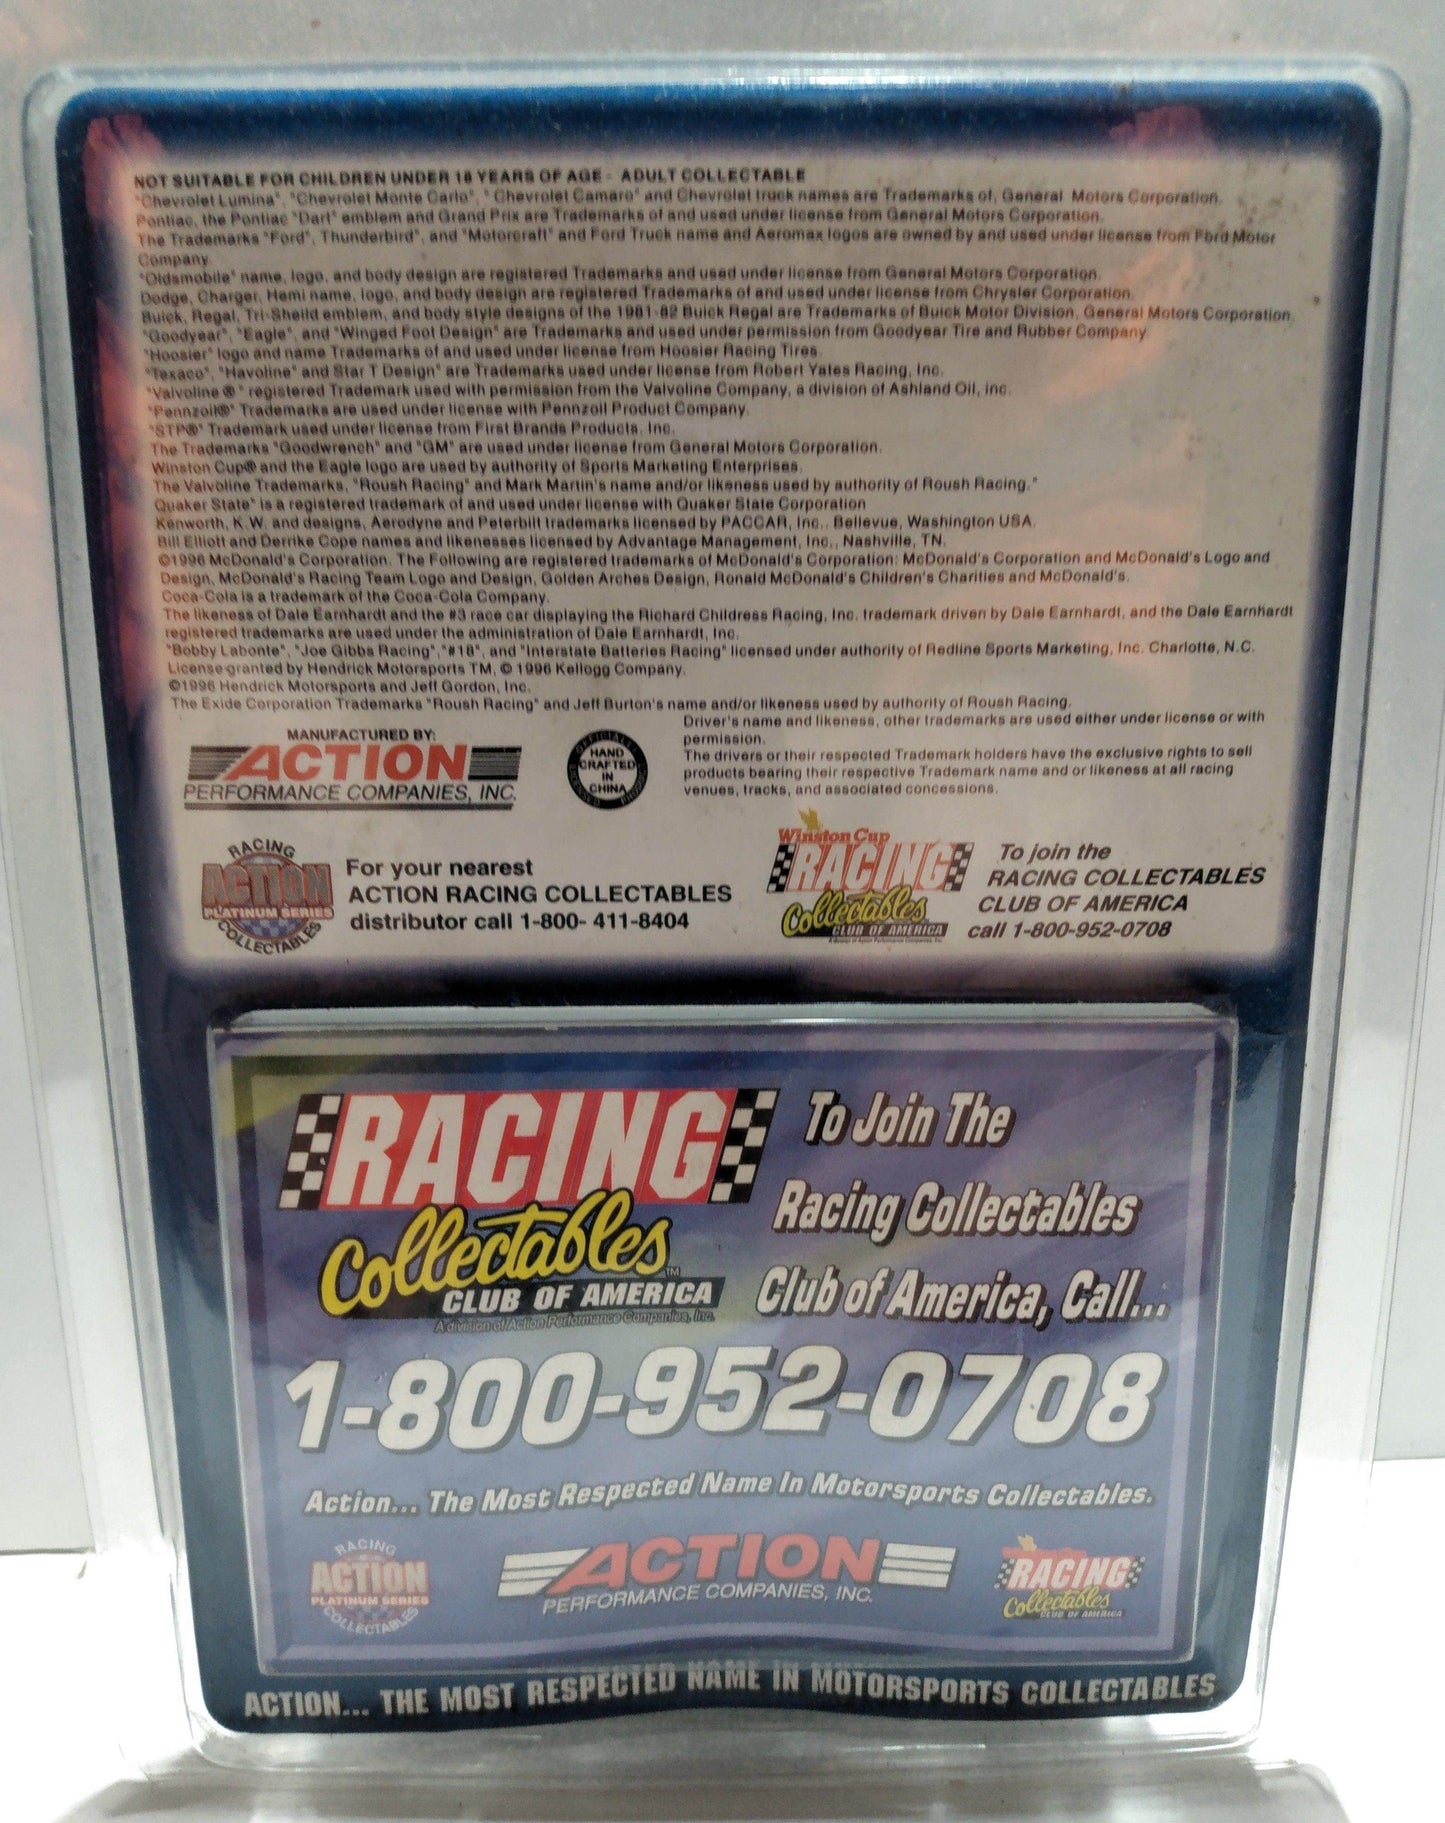 NOT SUITABLE FOR CHILDREN UNDER 18 YEARS OF AGE - ADULT COLLECTABLE
"Chevrolet Lumina", "Chevrolet Monte Carlo", " Chevrolet Camaro" and Chevrolet truck names are Trademarks of, General Motors Corporation.
Pontiac, the Pontiac "Dart" emblem and Grand Prix are Trademarks of and used under license from General Motors Corporation.
The Trademarks "Ford", Thunderbird", and "Motorcraft" and Ford Truck name and Aeromax logos are owned by and used under license from Ford Motor
Company.
"Oldsmobile" name, logo, and body design are registered Trademarks and used under license from General Motors Corporation.
Dodge, Charger, Hemi name, logo, and body design are registered Trademarks of and used under license from Chrysler Corporation.
Buick, Regal, Tri-Sheild emblem, and body style designs of the 1981-82 Buick Regal are Trademarks of Buick Motor Division, General Motors Corporation.
"Goodyear", "Eagle", and "Winged Foot Design" are Trademarks and used under permission from Goodyear Tire and Rubber Company.
"Hoosier" logo and name Trademarks of and used under license from Hoosier Racing Tires.
"Texaco", "Havoline" and Star T Design" are Trademarks used under license from Robert Yates Racing, Inc.
"Valvoline ® " registered Trademark used with permission from the Valvoline Company, a division of Ashland Oil, inc.
"Pennzoil®" Trademarks are used under license with Pennzoil Product Company.
"STP®" Trademark used under license from First Brands Products, Inc.
The Trademarks "Goodwrench" and "GM" are used under license from General Motors Corporation.
Winston Cup® and the Eagle logo are used by authority of Sports Marketing Enterprises.
The Valvoline Trademarks, "Roush Racing" and Mark Martin's name and/or likeness used by authority of Roush Racing."
Quaker State" is a registered trademark of and used under license with Quaker State Corporation
Kenworth, K.W. and designs, Aerodyne and Peterbilt trademarks licensed by PACCAR, Inc., Bellevue, Washington USA.
Bill Elliott and Derrike Cope names and likenesses licensed by Advantage Management, Inc., Nashville, TN.
©1996 McDonald's Corporation. The Following are registered trademarks of McDonald's Corporation: McDonald's Corporation and McDonald's Logo and
Design, McDonald's Racing Team Logo and Design, Golden Arches Design, Ronald McDonald's Children's Charities and McDonald's.
Coca-Cola is a trademark of the Coca-Cola Company.
The likeness of Dale Earnhardt and the #3 race car displaying the Richard Childress Racing, Inc. trademark driven by Dale Earnhardt, and the Dale Earnhardt
registered trademarks are used under the administration of Dale Earnhardt, Inc.
"Bobby Labonte", "Joe Gibbs Racing","#18", and "Interstate Batteries Racing" licensed under authority of Redline Sports Marketing, Inc. Charlotte, N.C.
License granted by Hendrick Motorsports TM, © 1996 Kellogg Company.
©1996 Hendrick Motorsports and Jeff Gordon, Inc.
The Exide Corporation Trademarks "Roush Racing" and Jeff Burton's name and/or likeness used by authority of Roush Racing.
Driver's name and likeness, other trademarks are used either under license or with
permission.
The drivers or their respected Trademark holders have the exclusive rights to sell
products bearing their respective Trademark name and or likeness at all racing
venues, tracks, and associated concessions.
MANUFACTURED BY:
ACTION
PERFORMANCE COMPANIES, INC.
OFFICIALLY
HAND
CRAFTED
IN
CHINA
LICENSED
RACING
ACTION
PLATINUM SERIES
COLLECTABLES
For your nearest
ACTION RACING COLLECTABLES
distributor call 1-800- 411-8404
Winston Cup
RACING
Collectables
CLUB OF AMERICA
A division of Action Performance Companies, Inc.
To join the
RACING COLLECTABLES
CLUB OF AMERICA
call 1-800-952-0708
RACING
Collectables
TM
CLUB OF AMERICA
A division of Action Performance Companies, Inc.
To Join The
Racing Collectables
Club of America, Call...
1-800-952-0708
Action... The Most Respected Name In Motorsports Collectables.
RACING
ACTION
PLATINUM SERIES
COLLECTABLES
ACTION
PERFORMANCE COMPANIES, INC.
RACING
Collectables
CLUB OF AMERICA
ACTION... THE MOST RESPECTED NAME IN MOTORSPORTS COLLECTABLES